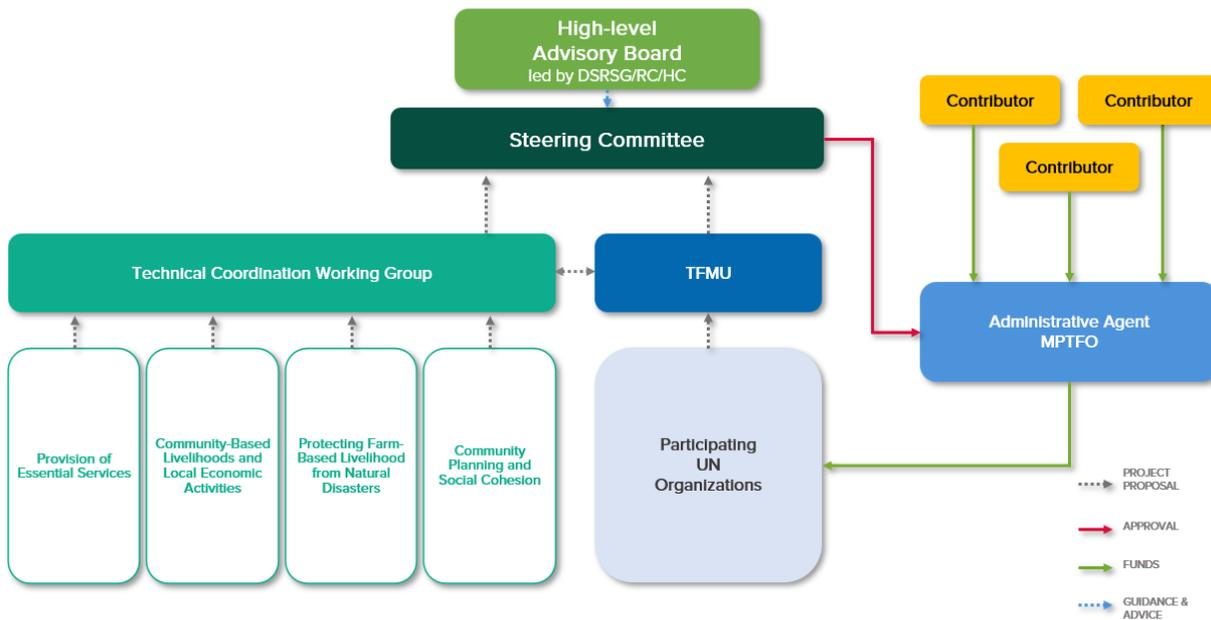 High-level
Advisory Board
led by DSRSG/RC/HC
Steering Committee
Contributor
Contributor
Contributor
Technical Coordination Working Group
TFMU
Administrative Agent
MPTFO
Provision of
Essential Services
Community-Based
Livelihoods and
Local Economic
Activities
Protecting Farm-
Based Livelihood
from Natural
Disasters
Community
Planning and
Social Cohesion
Participating
UN
Organizations
PROJECT
PROPOSAL
APPROVAL
FUNDS
GUIDANCE &
ADVICE